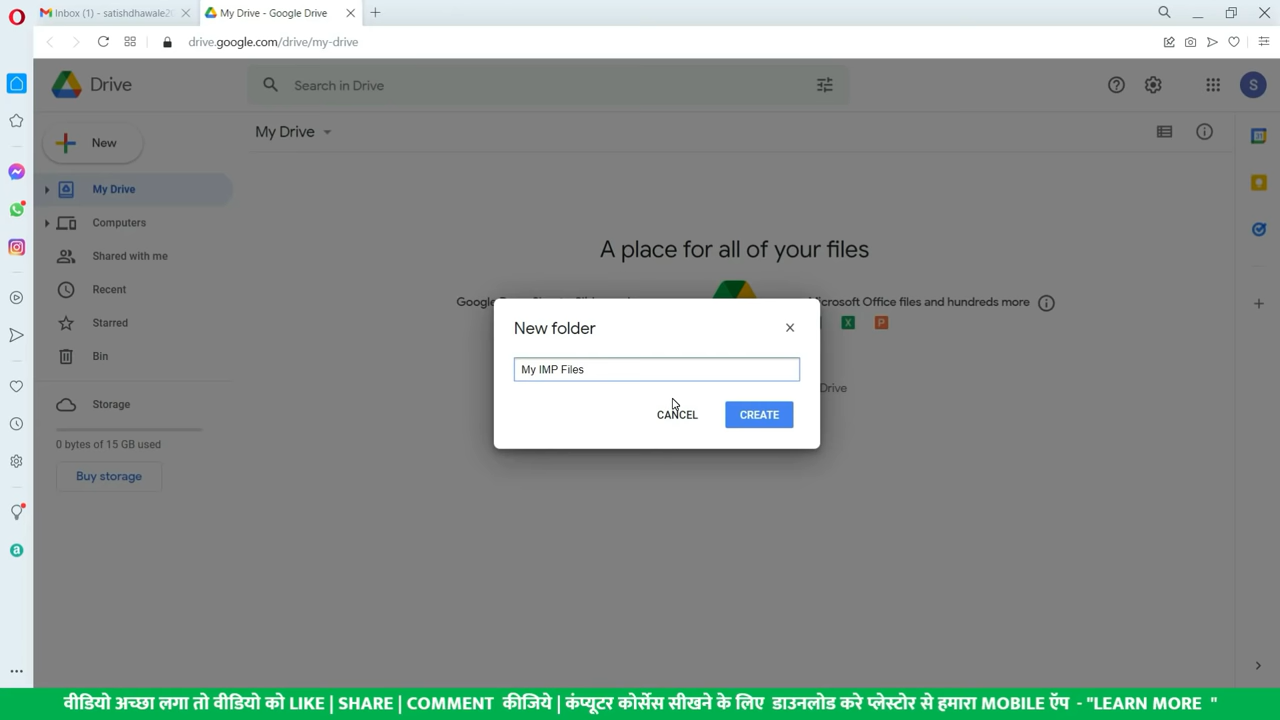 Inbox (1) - satishdhawale20
My Drive - Google Drive
drive.google.com/drive/my-drive
Drive
Search in Drive
S
New
My Drive
My Drive
Computers
Shared with me
Recent
Starred
Bin
Storage
0 bytes of 15 GB used
Buy storage
A place for all of your files
Microsoft Office files and hundreds more
X P
Drive
New folder
My IMP Files
CANCEL CREATE
वीडियो अच्छा लगा तो वीडियो को LIKE | SHARE | COMMENT कीजिये | कंप्यूटर कोर्सेस सीखने के लिए डाउनलोड करे प्लेस्टोर से हमारा MOBILE ऍप - "LEARN MORE "